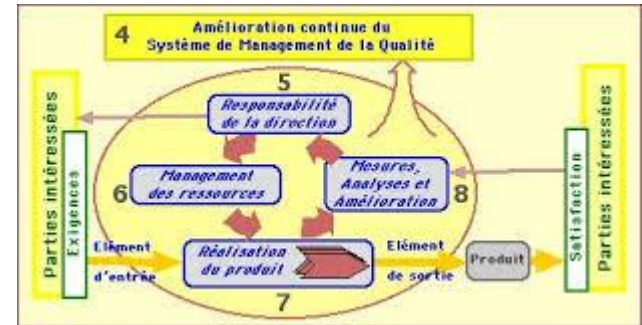 4
Amélioration continue du
Système de Management de la Qualité
5
Responsabilité
de la direction
Parties intéressées
Exigences
6
Management
des ressources
Mesures,
Analyses et
Amélioration
8
Satisfaction
Parties intéressées
Elément
d'entrée
Réalisation
du produit
Elément
de sortie
Produit
7